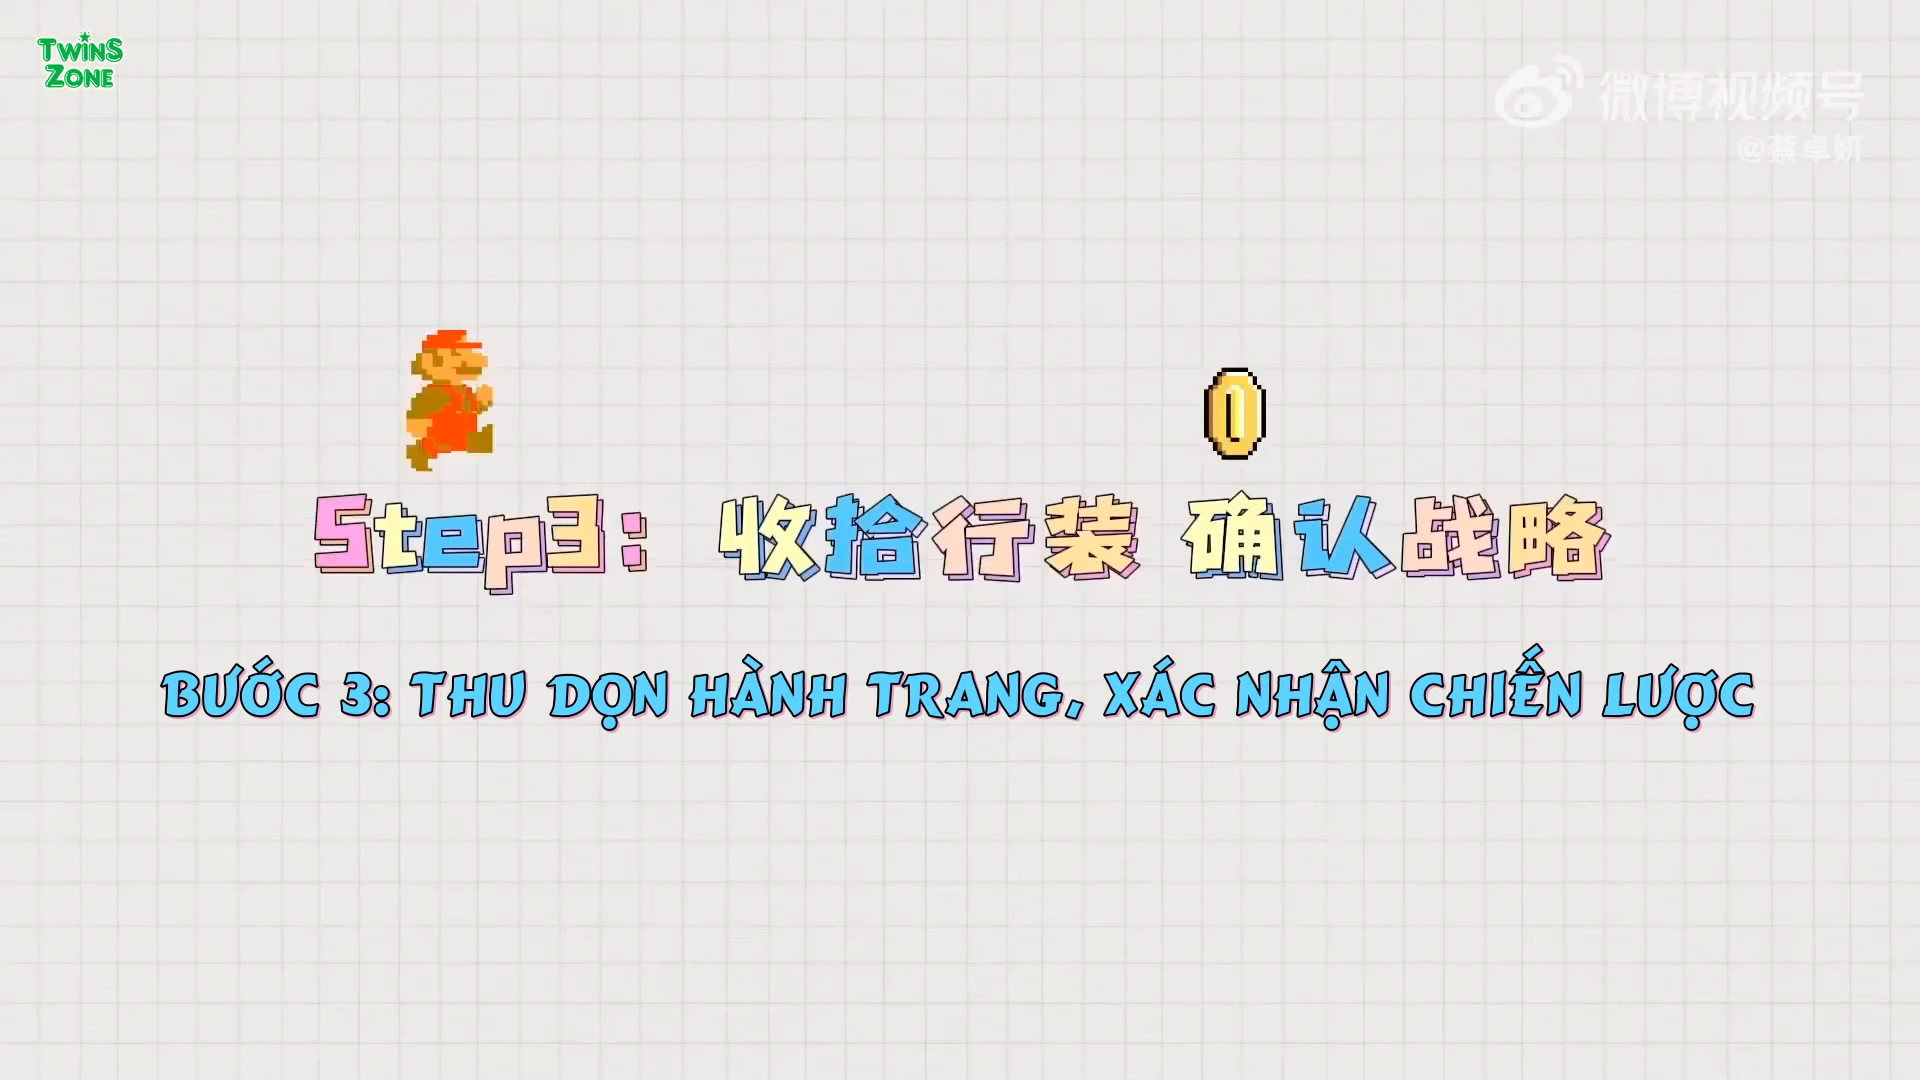 TWINS
ZONE
微博视频号
@蔡卓妍
Step3： 收拾行装 确认战略
BƯỚC 3: THU DỌN HÀNH TRANG, XÁC NHẬN CHIẾN LƯỢC